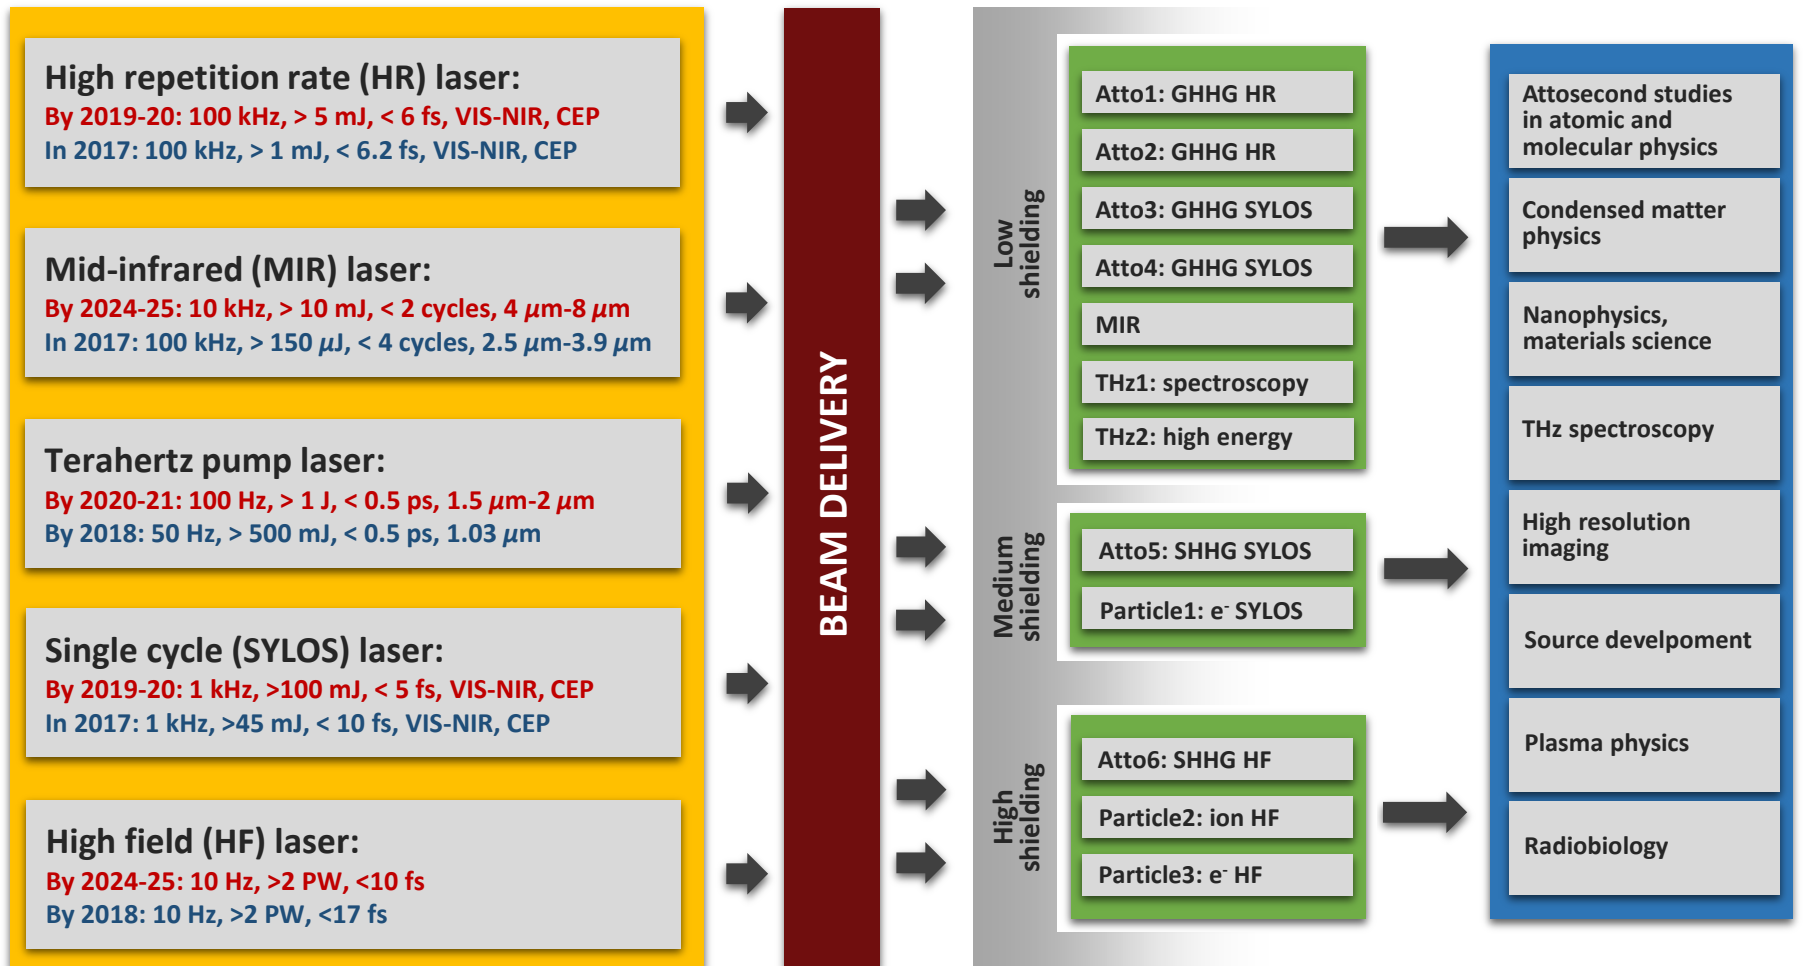 High repetition rate (HR) laser:
By 2019-20: 100 kHz, > 5 mJ, < 6 fs, VIS-NIR, CEP
In 2017: 100 kHz, > 1 mJ, < 6.2 fs, VIS-NIR, CEP
Mid-infrared (MIR) laser:
By 2024-25: 10 kHz, > 10 mJ, < 2 cycles, 4 μm-8 μm
In 2017: 100 kHz, > 150 μJ, < 4 cycles, 2.5 μm-3.9 μm
Terahertz pump laser:
By 2020-21: 100 Hz, > 1 J, < 0.5 ps, 1.5 μm-2 μm
By 2018: 50 Hz, > 500 mJ, < 0.5 ps, 1.03 μm
Single cycle (SYLOS) laser:
By 2019-20: 1 kHz, >100 mJ, < 5 fs, VIS-NIR, CEP
In 2017: 1 kHz, >45 mJ, < 10 fs, VIS-NIR, CEP
High field (HF) laser:
By 2024-25: 10 Hz, >2 PW, <10 fs
By 2018: 10 Hz, >2 PW, <17 fs
BEAM DELIVERY
Low
shielding
Atto1: GHHG HR
Atto2: GHHG HR
Atto3: GHHG SYLOS
Atto4: GHHG SYLOS
MIR
THz1: spectroscopy
THz2: high energy
Medium
shielding
Atto5: SHHG SYLOS
Particle1: e⁻ SYLOS
High
shielding
Atto6: SHHG HF
Particle2: ion HF
Particle3: e⁻ HF
Attosecond studies
in atomic and
molecular physics
Condensed matter
physics
Nanophysics,
materials science
THz spectroscopy
High resolution
imaging
Source develpoment
Plasma physics
Radiobiology